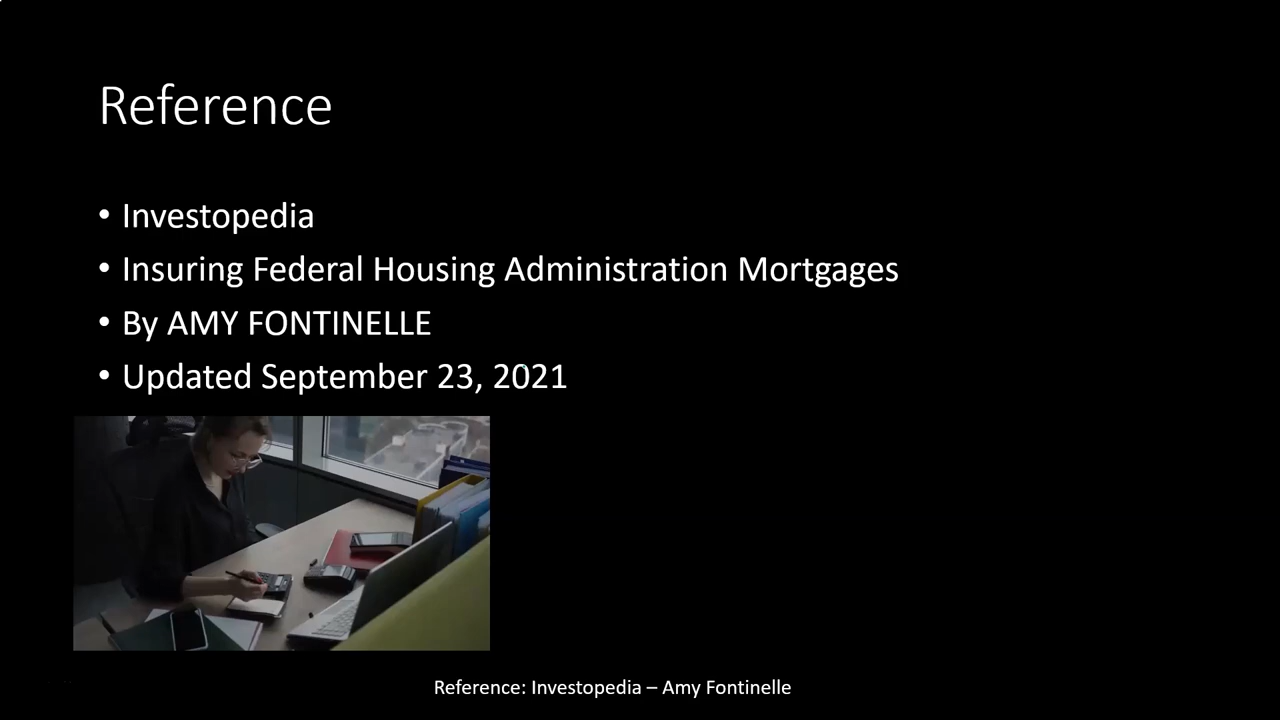 Reference
• Investopedia
• Insuring Federal Housing Administration Mortgages
• By AMY FONTINELLE
• Updated September 23, 2021
Reference: Investopedia – Amy Fontinelle